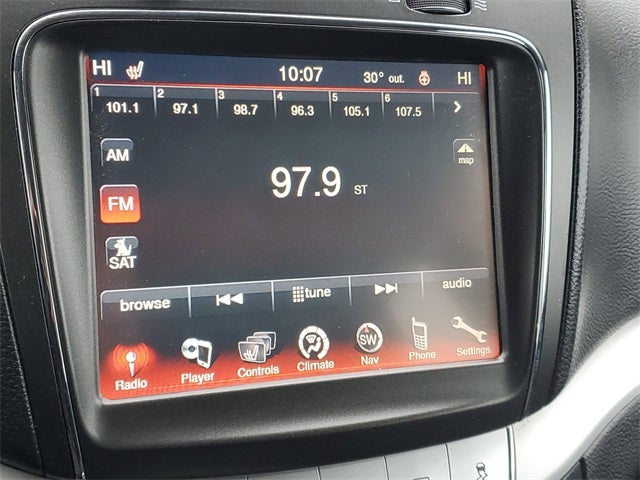 HI 10:07 30° out. HI
1 2 3 4 5 6
101.1 97.1 98.7 96.3 105.1 107.5
AM
map
97.9 ST
FM
SAT
browse tune audio
Radio Player Controls Climate Nav Phone Settings
SW